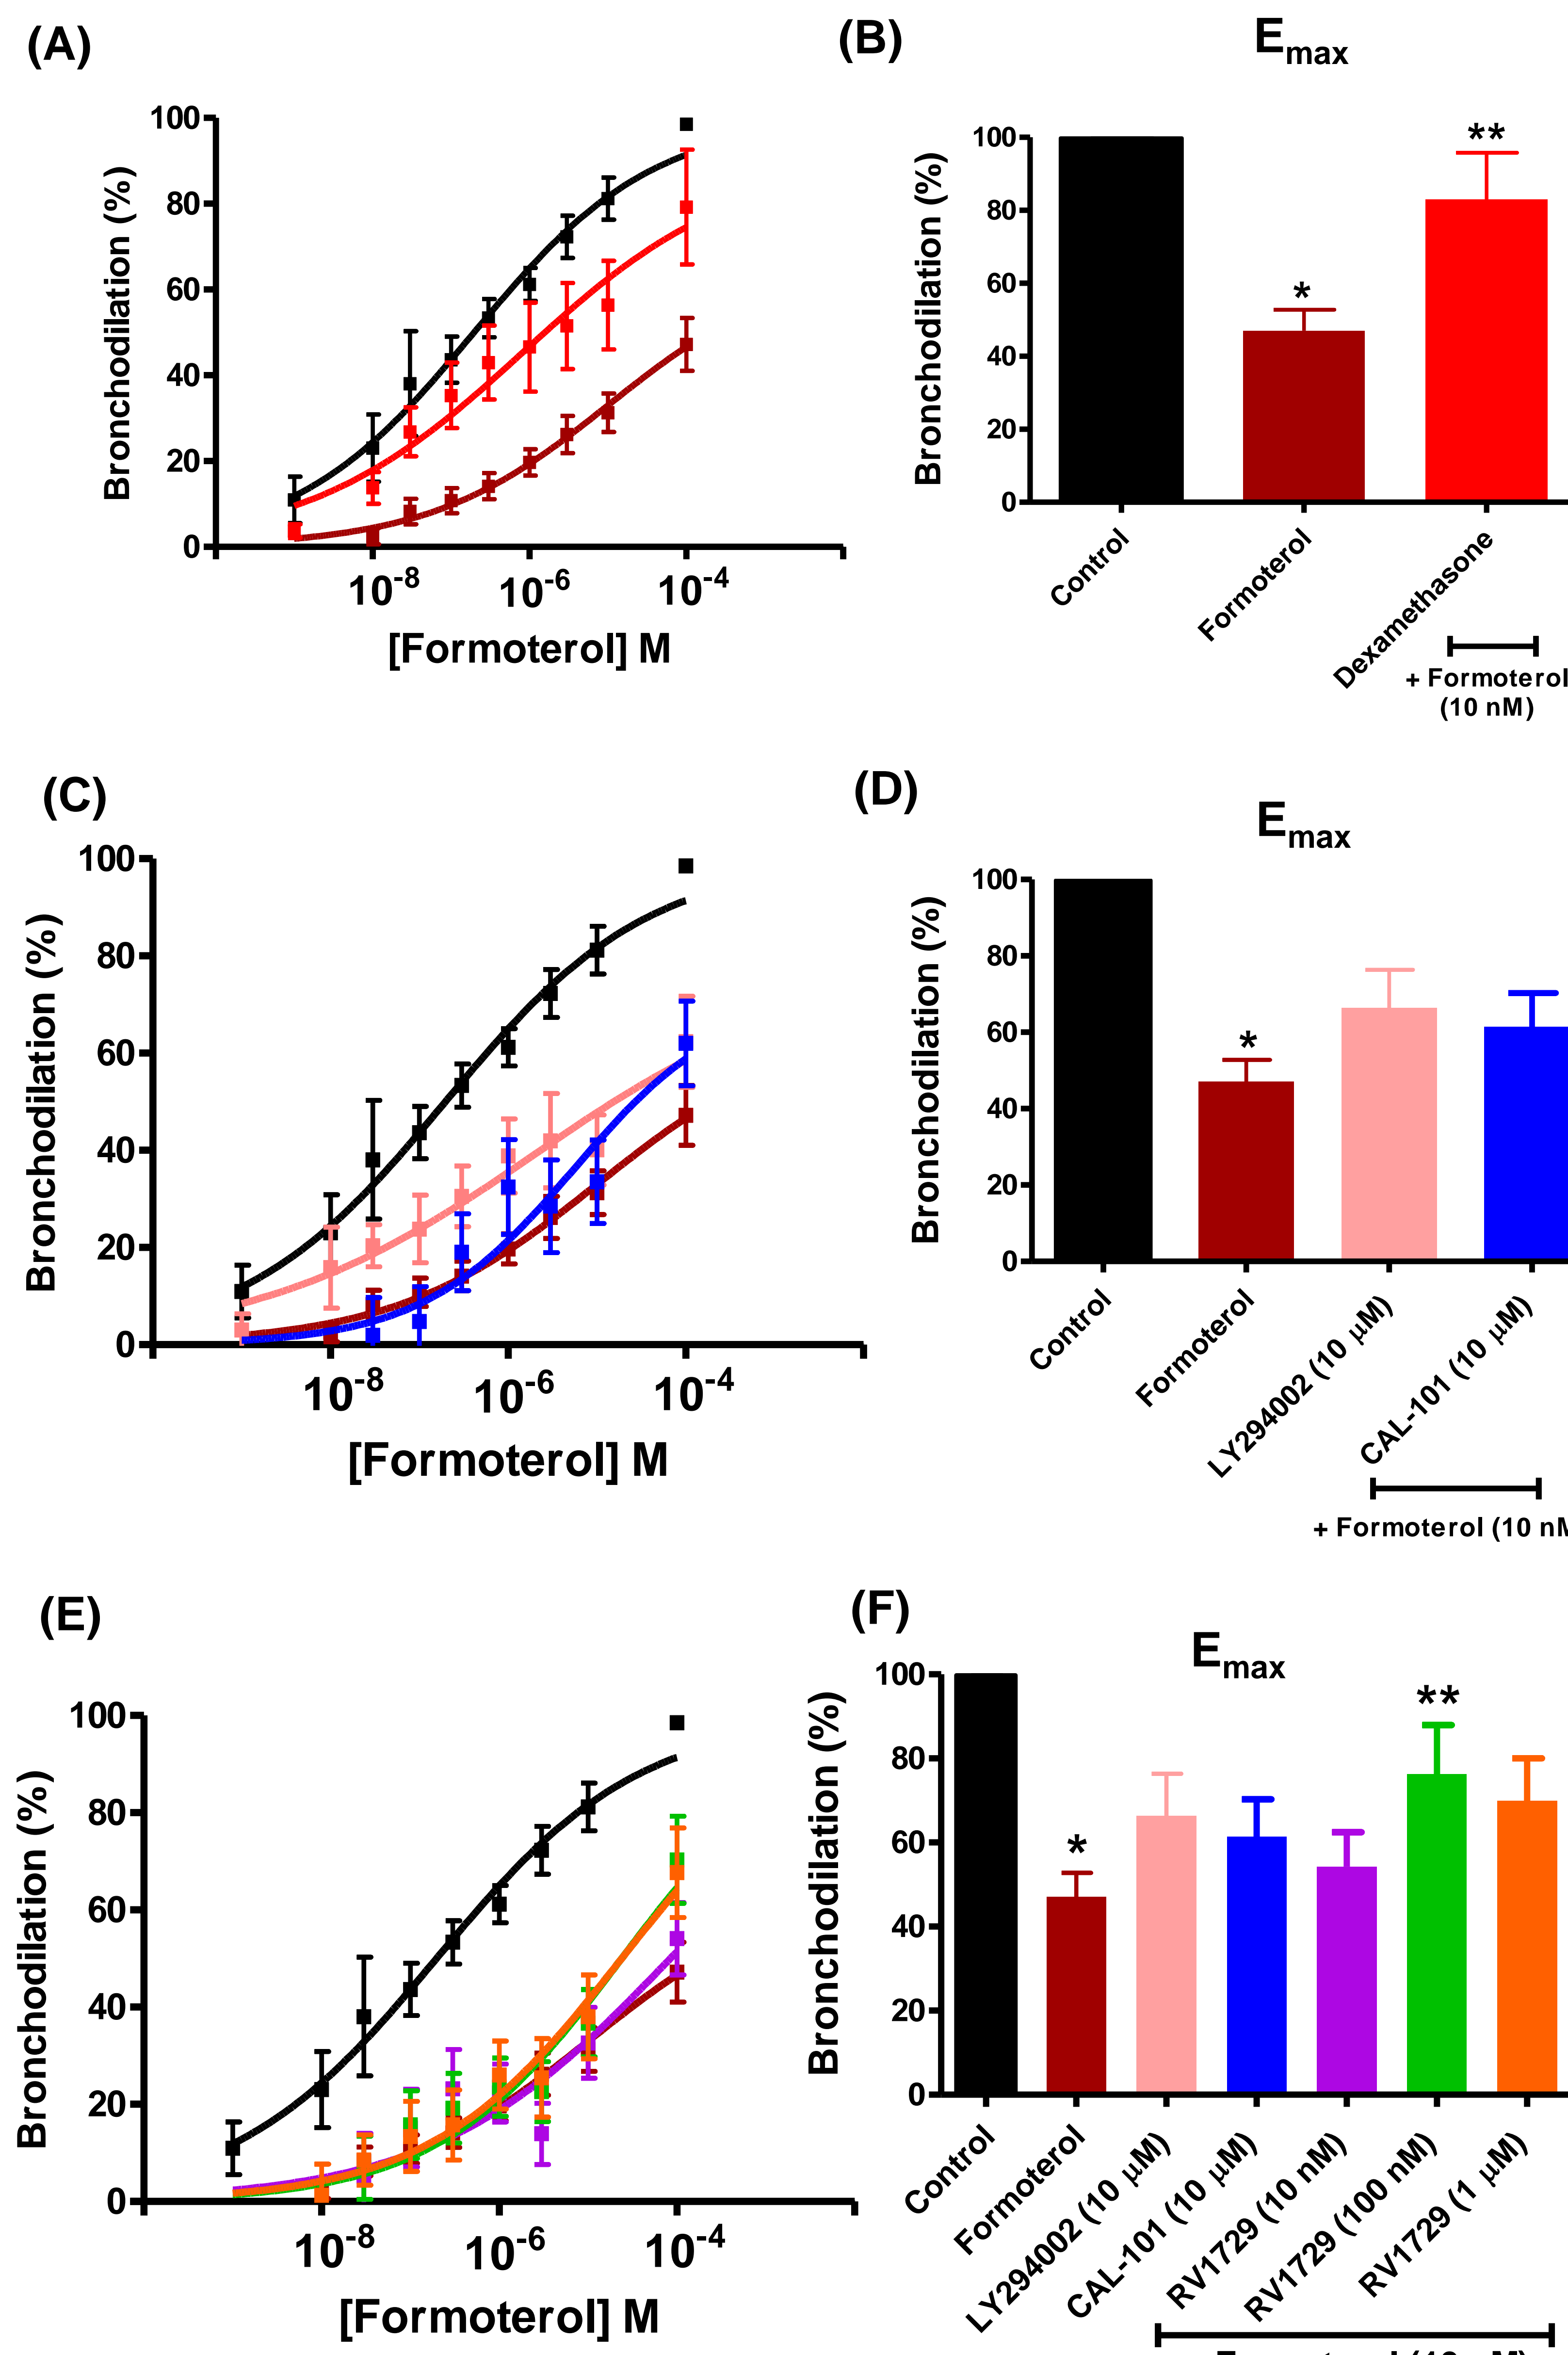 (A)
100
80
60
40
20
0
Bronchodilation (%)
10-8
10-6
10-4
[Formoterol] M
(B)
Emax
100
80
60
40
20
0
Bronchodilation (%)
*
**
Control
Formoterol
Dexamethasone
+ Formoterol
(10 nM)
(C)
100
80
60
40
20
0
Bronchodilation (%)
10-8
10-6
10-4
[Formoterol] M
(D)
Emax
100
80
60
40
20
0
Bronchodilation (%)
*
Control
Formoterol
LY294002 (10 µM)
CAL-101 (10 µM)
+ Formoterol (10 nM
(E)
100
80
60
40
20
0
Bronchodilation (%)
10-8
10-6
10-4
[Formoterol] M
(F)
Emax
100
80
60
40
20
0
Bronchodilation (%)
*
**
Control
Formoterol
LY294002 (10 µM)
CAL-101 (10 µM)
RV1729 (10 nM)
RV1729 (100 nM)
RV1729 (1 µM)